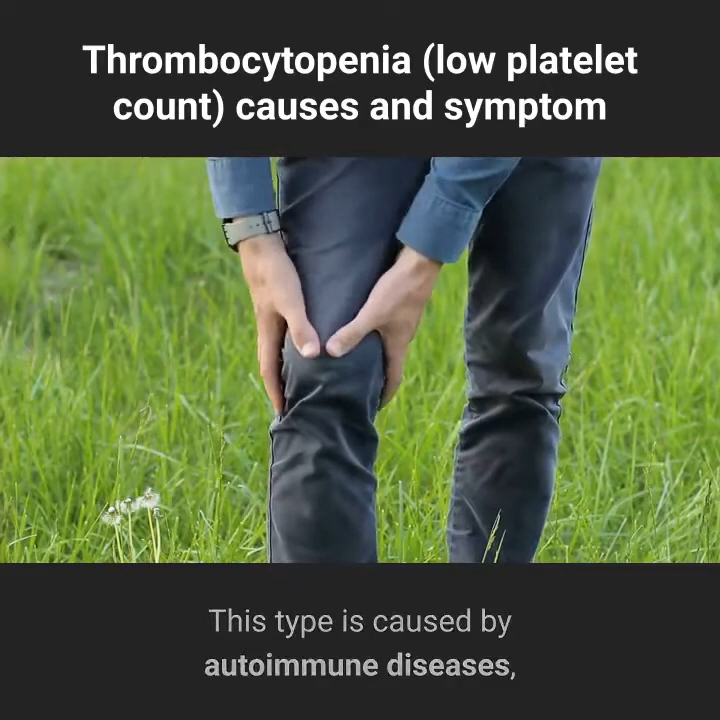 Thrombocytopenia (low platelet
count) causes and symptom
This type is caused by
autoimmune diseases,